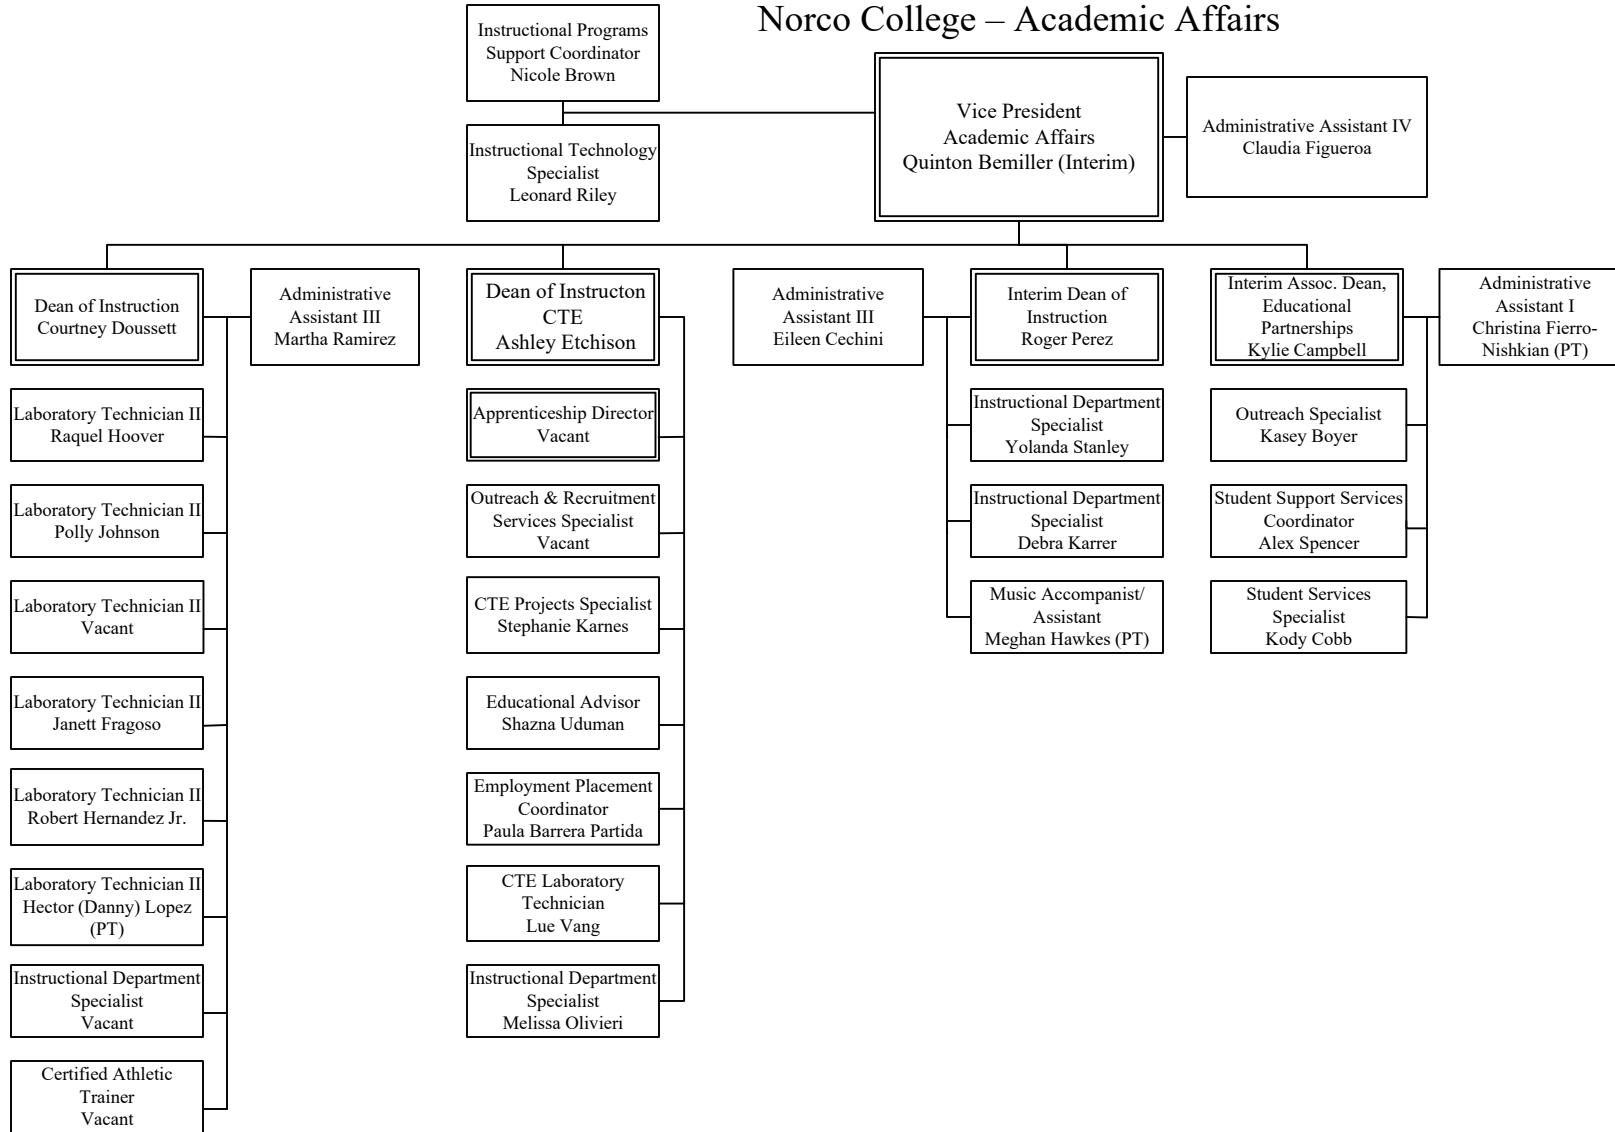 Norco College – Academic Affairs
Instructional Programs
Support Coordinator
Nicole Brown
Instructional Technology
Specialist
Leonard Riley
Vice President
Academic Affairs
Quinton Bemiller (Interim)
Administrative Assistant IV
Claudia Figueroa
Dean of Instruction
Courtney Doussett
Administrative
Assistant III
Martha Ramirez
Laboratory Technician II
Raquel Hoover
Laboratory Technician II
Polly Johnson
Laboratory Technician II
Vacant
Laboratory Technician II
Janett Fragoso
Laboratory Technician II
Robert Hernandez Jr.
Laboratory Technician II
Hector (Danny) Lopez
(PT)
Instructional Department
Specialist
Vacant
Certified Athletic
Trainer
Vacant
Dean of Instructon
CTE
Ashley Etchison
Apprenticeship Director
Vacant
Outreach & Recruitment
Services Specialist
Vacant
CTE Projects Specialist
Stephanie Karnes
Educational Advisor
Shazna Uduman
Employment Placement
Coordinator
Paula Barrera Partida
CTE Laboratory
Technician
Lue Vang
Instructional Department
Specialist
Melissa Olivieri
Administrative
Assistant III
Eileen Cechini
Interim Dean of
Instruction
Roger Perez
Instructional Department
Specialist
Yolanda Stanley
Instructional Department
Specialist
Debra Karrer
Music Accompanist/
Assistant
Meghan Hawkes (PT)
Interim Assoc. Dean,
Educational
Partnerships
Kylie Campbell
Administrative
Assistant I
Christina Fierro-
Nishkian (PT)
Outreach Specialist
Kasey Boyer
Student Support Services
Coordinator
Alex Spencer
Student Services
Specialist
Kody Cobb